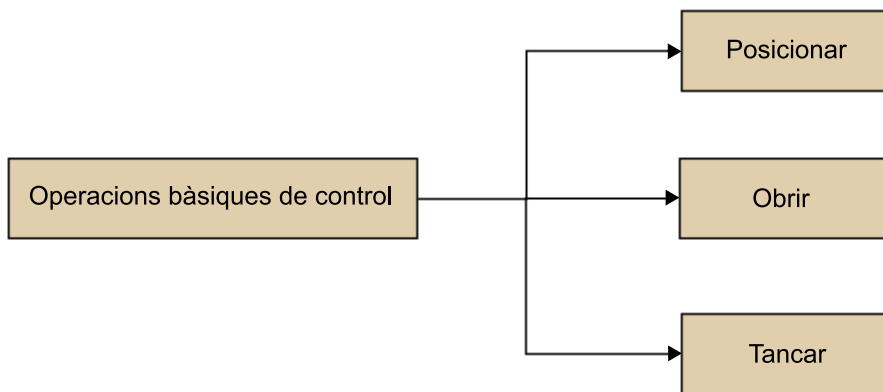 Posicionar
Operacions bàsiques de control
Obrir
Tancar